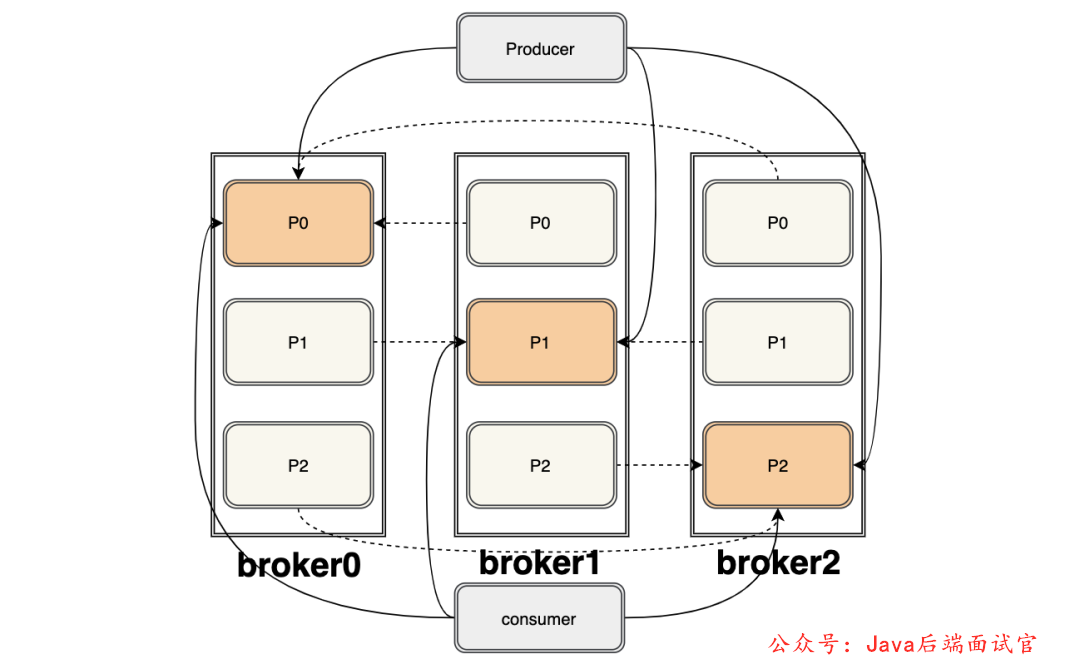 Producer
P0
P0
P0
P1
P1
P1
P2
P2
P2
broker0
broker1
broker2
consumer
公众号：Java后端面试官